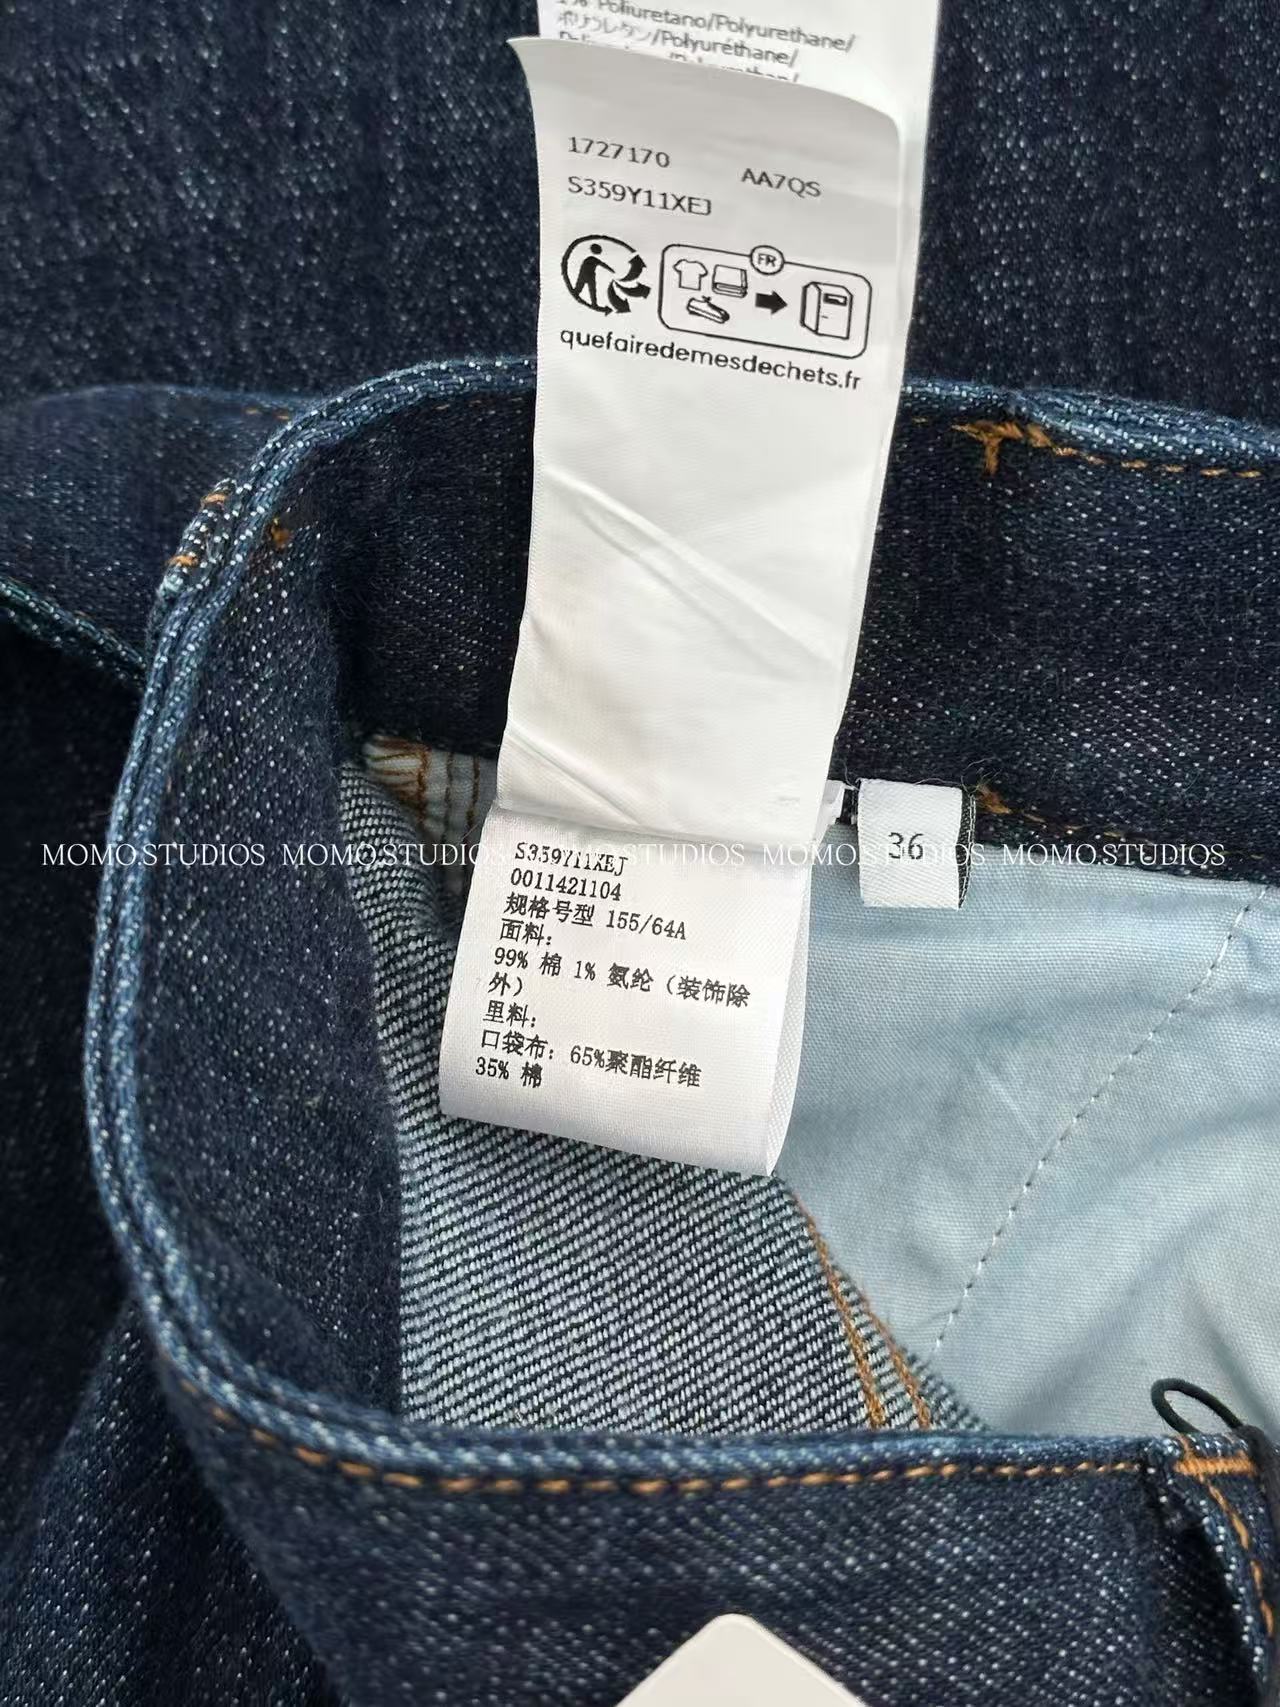 1% Poliuretano/Polyurethane/
ポリウレタン/Polyuréthane/
1727170 AA7QS
S359Y11XEJ
FR
quefairedemesdechets.fr
36
MOMO.STUDIOS MOMO.STUDIOS MOMO.STUDIOS MOMO.STUDIOS MOMO.STUDIOS
S359Y11XEJ
0011421104
规格号型 155/64A
面料：
99% 棉 1% 氨纶（装饰除
外）
里料：
口袋布：65%聚酯纤维
35% 棉